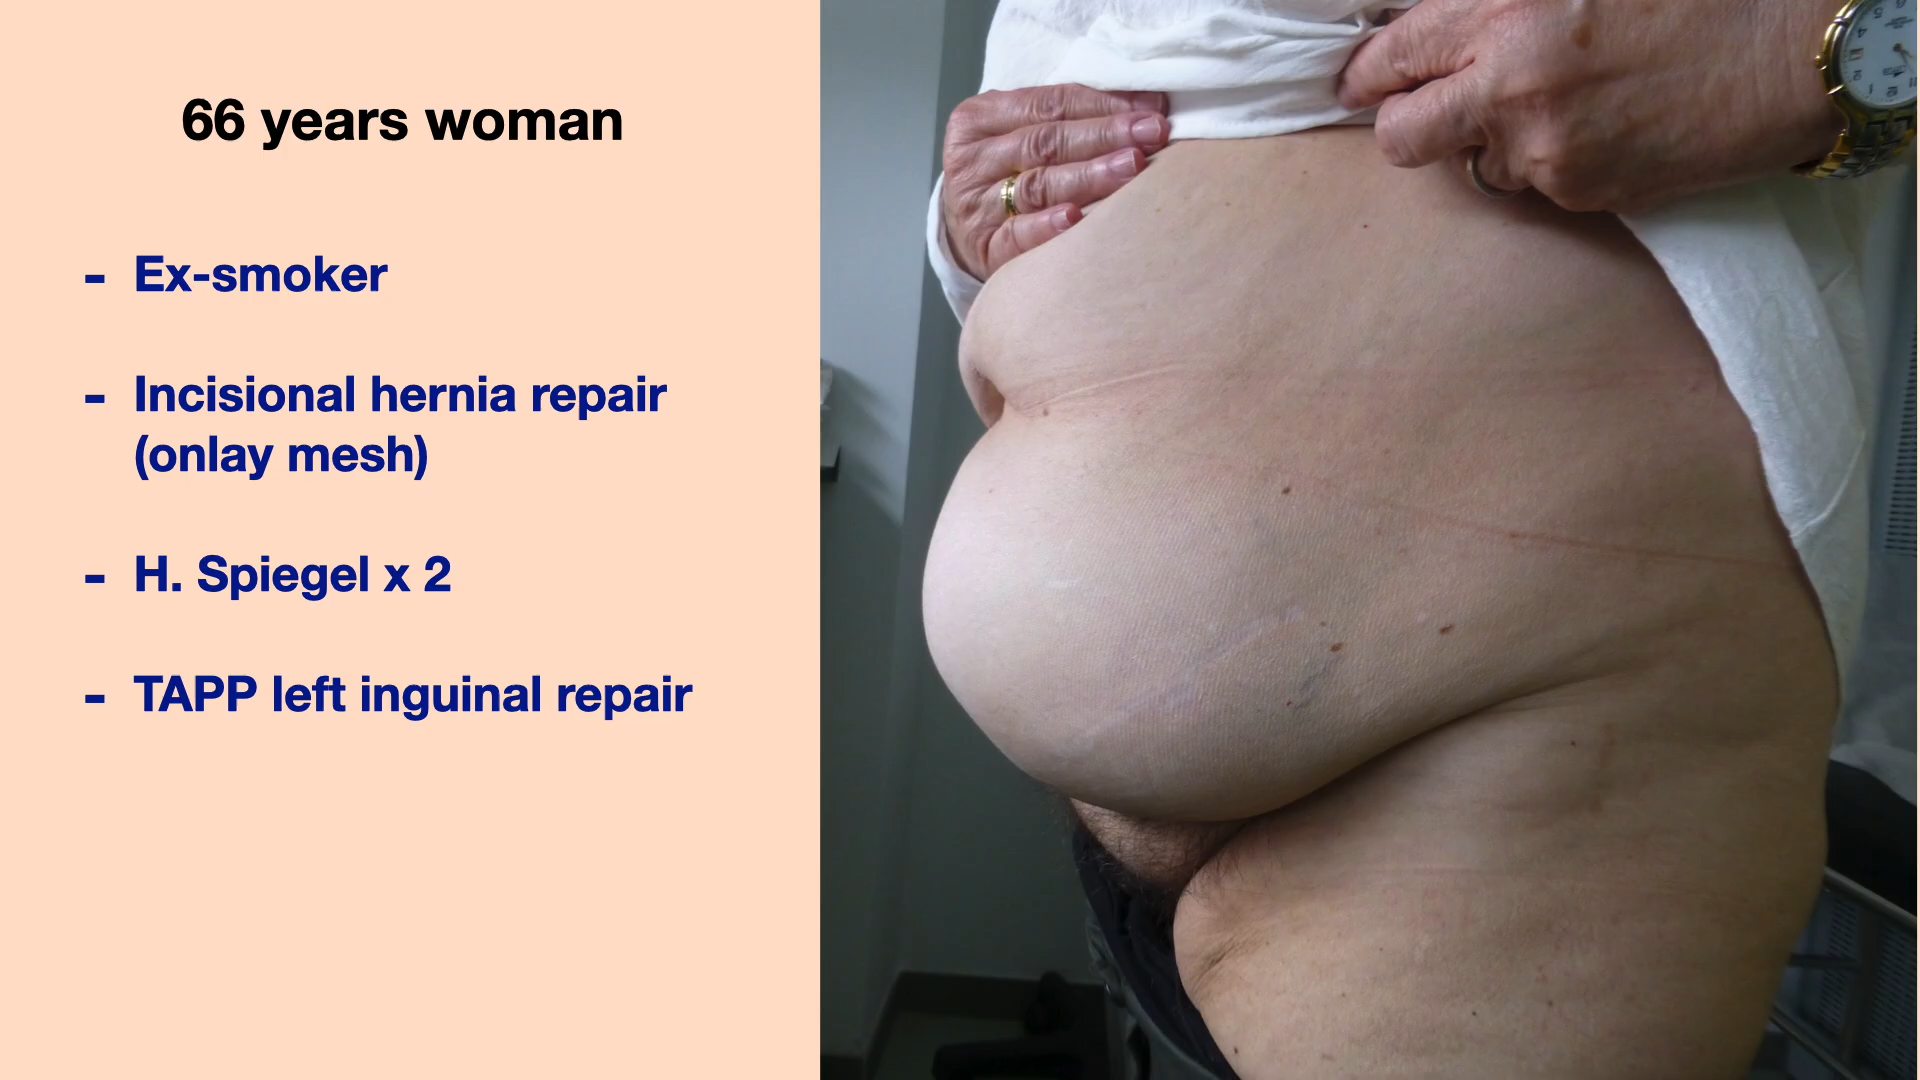 66 years woman
- Ex-smoker
- Incisional hernia repair
(onlay mesh)
- H. Spiegel x 2
- TAPP left inguinal repair